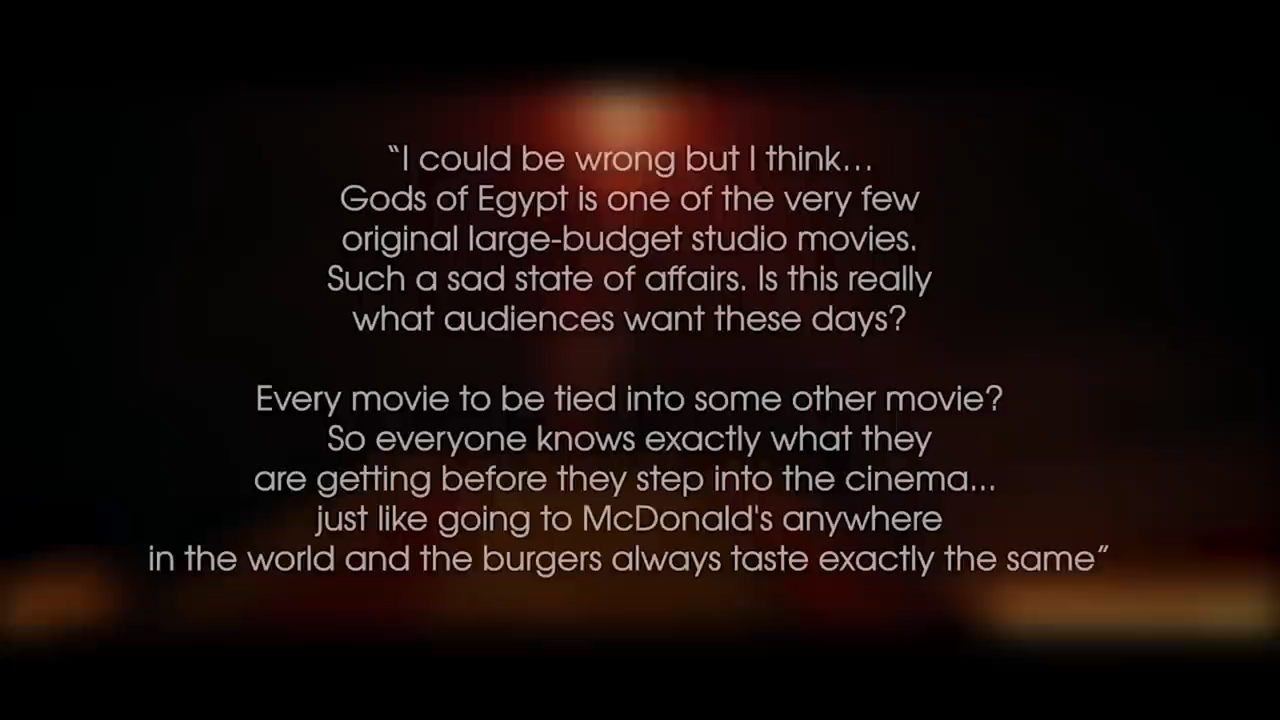 “I could be wrong but I think...
Gods of Egypt is one of the very few
original large-budget studio movies.
Such a sad state of affairs. Is this really
what audiences want these days?
Every movie to be tied into some other movie?
So everyone knows exactly what they
are getting before they step into the cinema...
just like going to McDonald's anywhere
in the world and the burgers always taste exactly the same”